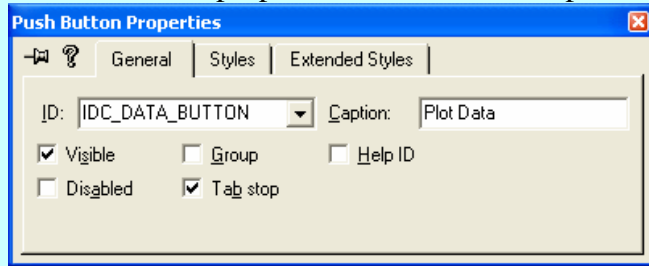 Push Button Properties
General Styles Extended Styles
ID: IDC_DATA_BUTTON Caption: Plot Data
Visible Group Help ID
Disabled Tab stop